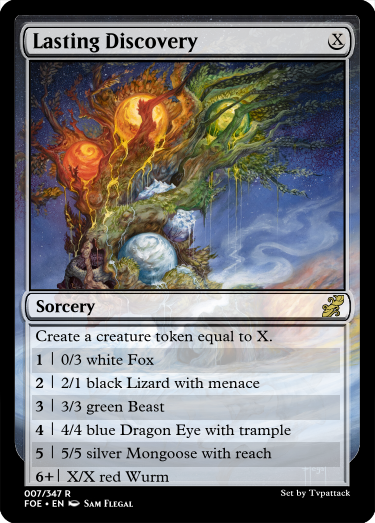 Lasting Discovery X
Sorcery
Create a creature token equal to X.
1 | 0/3 white Fox
2 | 2/1 black Lizard with menace
3 | 3/3 green Beast
4 | 4/4 blue Dragon Eye with trample
5 | 5/5 silver Mongoose with reach
6+| X/X red Wurm
007/347 R
FOE • EN Sam Flegal
Set by Tvpattack